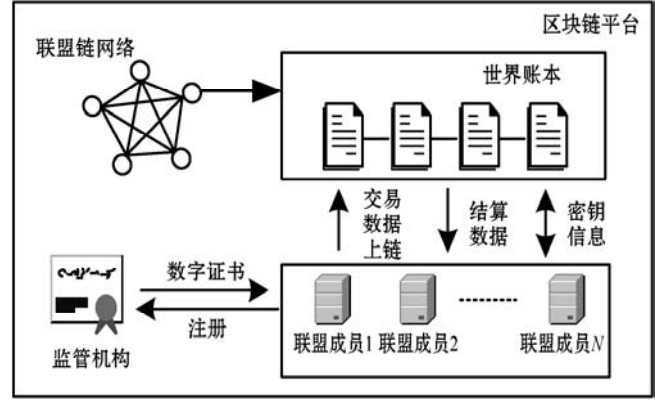 区块链平台
联盟链网络
世界账本
交易
数据
上链
结算
数据
密钥
信息
数字证书
注册
监管机构
联盟成员1 联盟成员2 联盟成员N